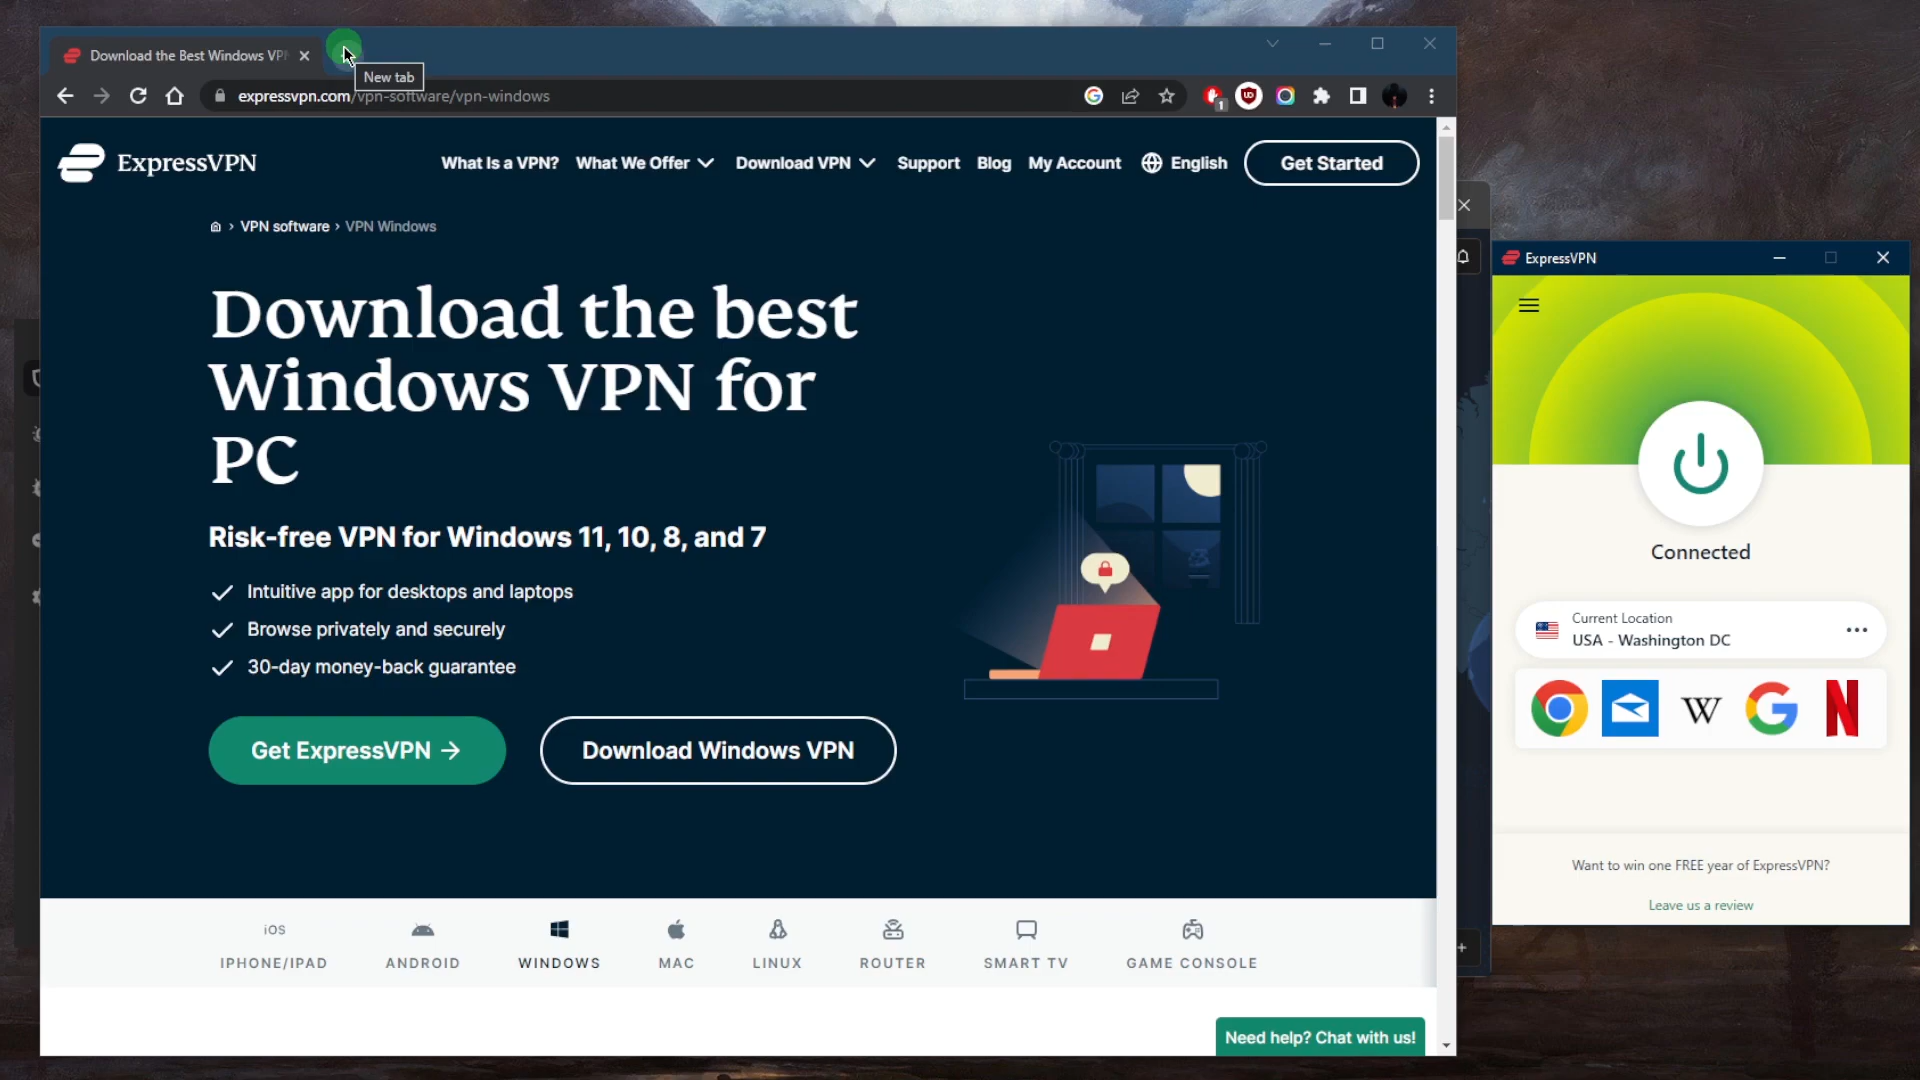 Download the Best Windows VP
New tab
expressvpn.com/vpn-software/vpn-windows
1
ExpressVPN
What Is a VPN? What We Offer Download VPN Support Blog My Account English Get Started
VPN software › VPN Windows
Download the best
Windows VPN for
PC
Risk-free VPN for Windows 11, 10, 8, and 7
Intuitive app for desktops and laptops
Browse privately and securely
30-day money-back guarantee
Get ExpressVPN → Download Windows VPN
iOS
IPHONE/IPAD ANDROID WINDOWS MAC LINUX ROUTER SMART TV GAME CONSOLE
Need help? Chat with us!
ExpressVPN
Connected
Current Location
USA - Washington DC
W G N
Want to win one FREE year of ExpressVPN?
Leave us a review